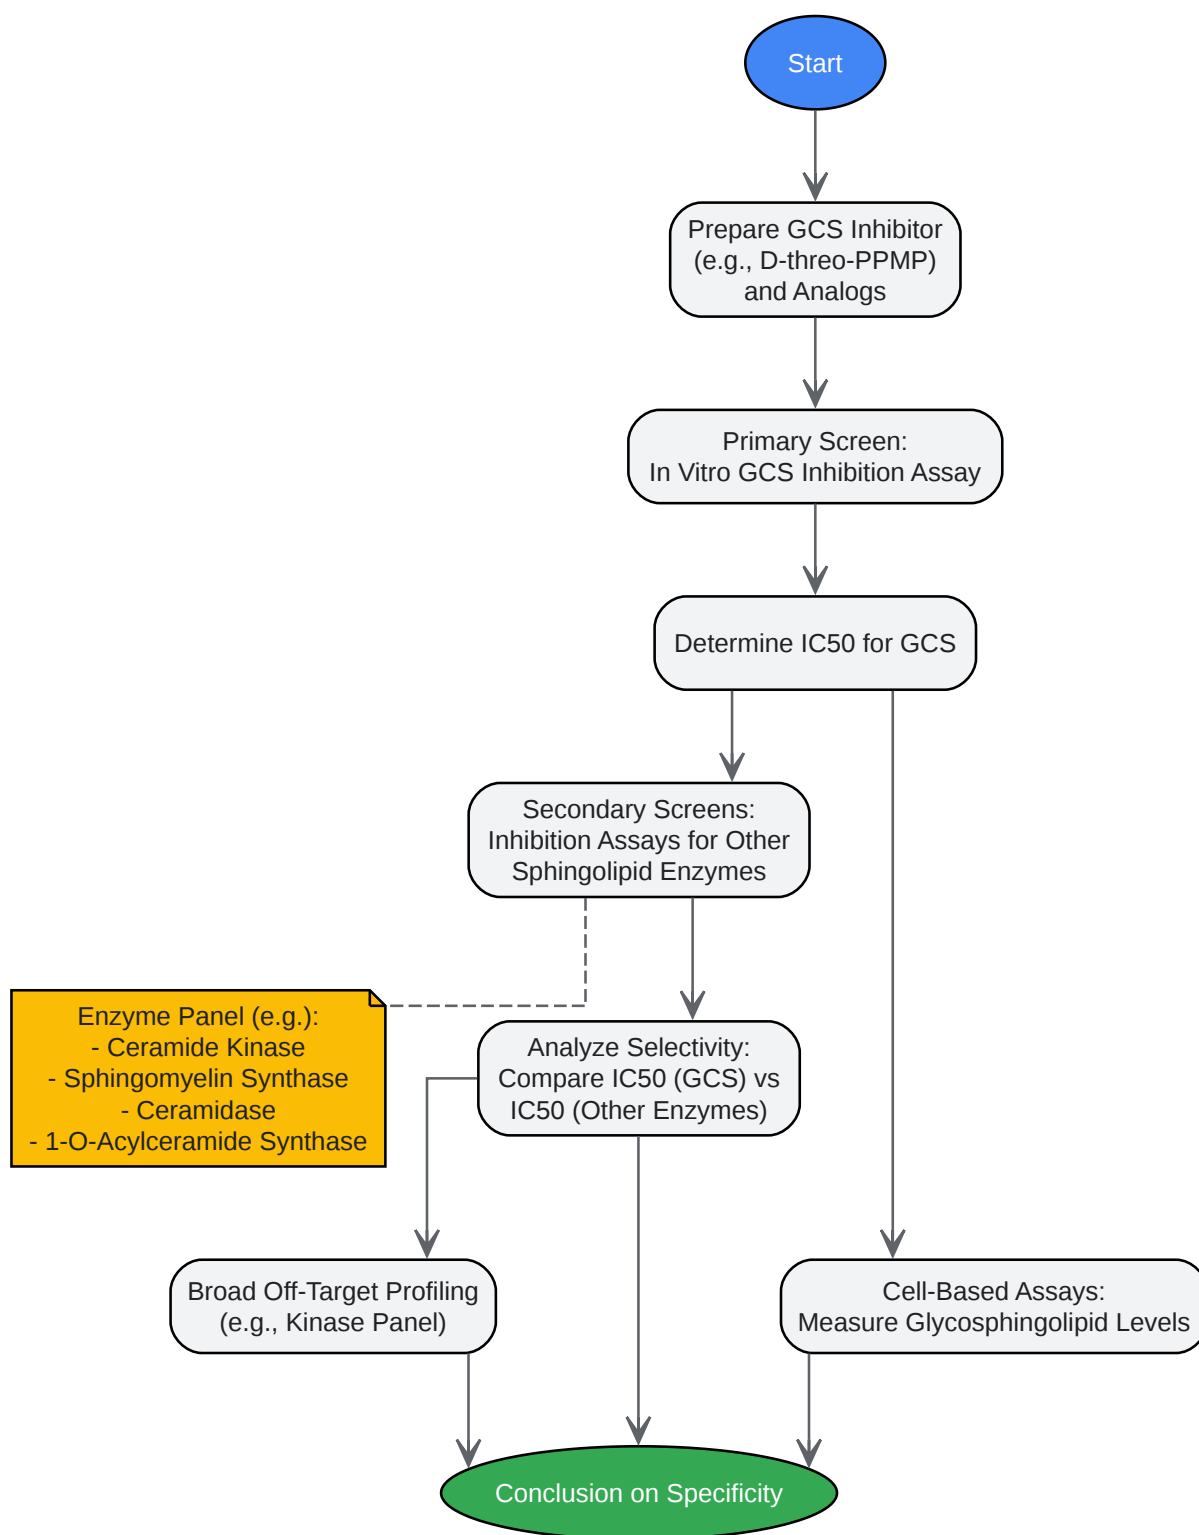 Start
Prepare GCS Inhibitor
(e.g., D-threo-PPMP)
and Analogs
Primary Screen:
In Vitro GCS Inhibition Assay
Determine IC50 for GCS
Secondary Screens:
Inhibition Assays for Other
Sphingolipid Enzymes
Enzyme Panel (e.g.):
- Ceramide Kinase
- Sphingomyelin Synthase
- Ceramidase
- 1-O-Acylceramide Synthase
Analyze Selectivity:
Compare IC50 (GCS) vs
IC50 (Other Enzymes)
Broad Off-Target Profiling
(e.g., Kinase Panel)
Cell-Based Assays:
Measure Glycosphingolipid Levels
Conclusion on Specificity